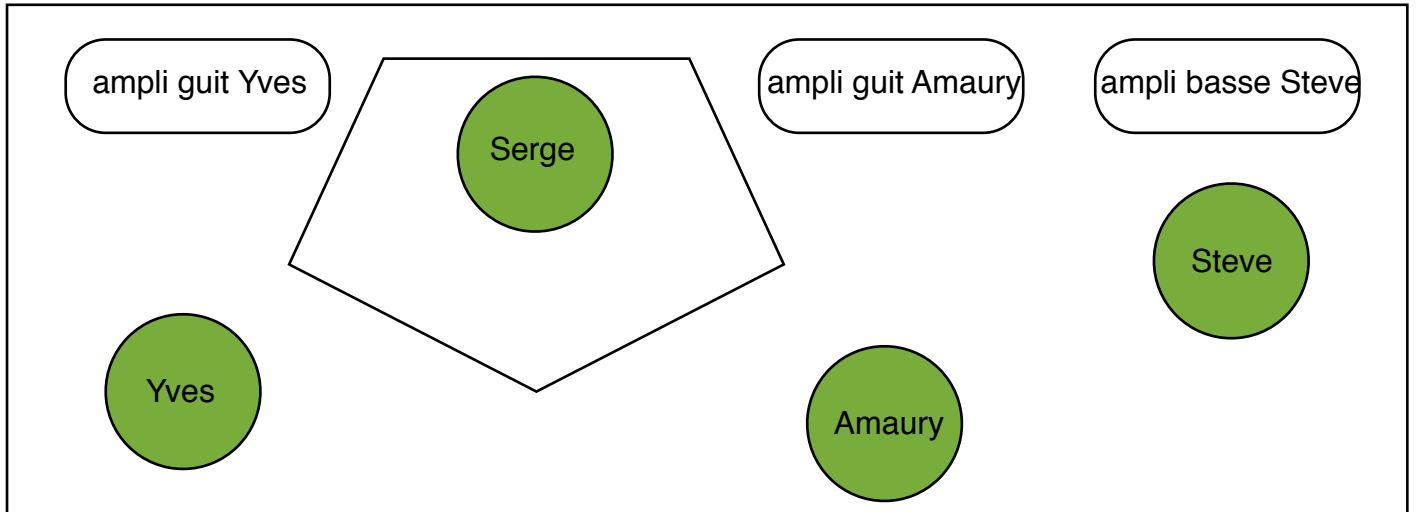 ampli guit Yves
ampli guit Amaury
ampli basse Steve
Serge
Steve
Yves
Amaury